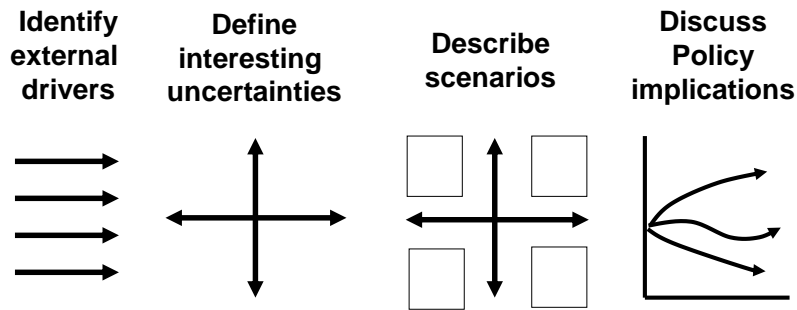 Identify
external
drivers
Define
interesting
uncertainties
Describe
scenarios
Discuss
Policy
implications